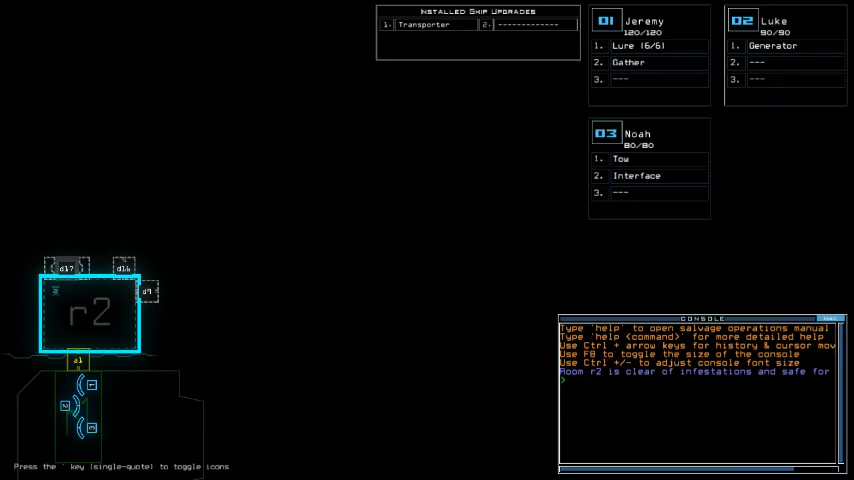 INSTALLED SHIP UPGRADES
1. Transporter 2. -------------
01 Jeremy
120/120
1. Lure (6/6)
2. Gather
3. ---
02 Luke
90/90
1. Generator
2. ---
3. ---
03 Noah
80/80
1. Tow
2. Interface
3. ---
d17 d16
d9
r2
a1
1
2
3
Press the ' key (single-quote) to toggle icons
CONSOLE
Type 'help' to open salvage operations manual
Type 'help <command>' for more detailed help
Use Ctrl + arrow keys for history & cursor mov
Use F8 to toggle the size of the console
Use Ctrl +/- to adjust console font size
Room r2 is clear of infestations and safe for
>